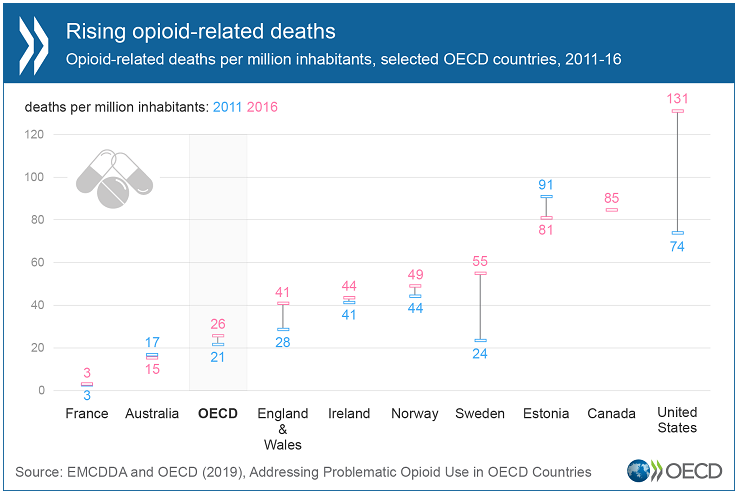 Rising opioid-related deaths
Opioid-related deaths per million inhabitants, selected OECD countries, 2011-16
deaths per million inhabitants: 2011 2016
131
120
100
91
85
80
81
74
60
55
49
44
41
40
44
41
28
26
24
20
21
17
15
3
0
3
France
Australia
OECD
England
&
Wales
Ireland
Norway
Sweden
Estonia
Canada
United
States
Source: EMCDDA and OECD (2019), Addressing Problematic Opioid Use in OECD Countries
OECD